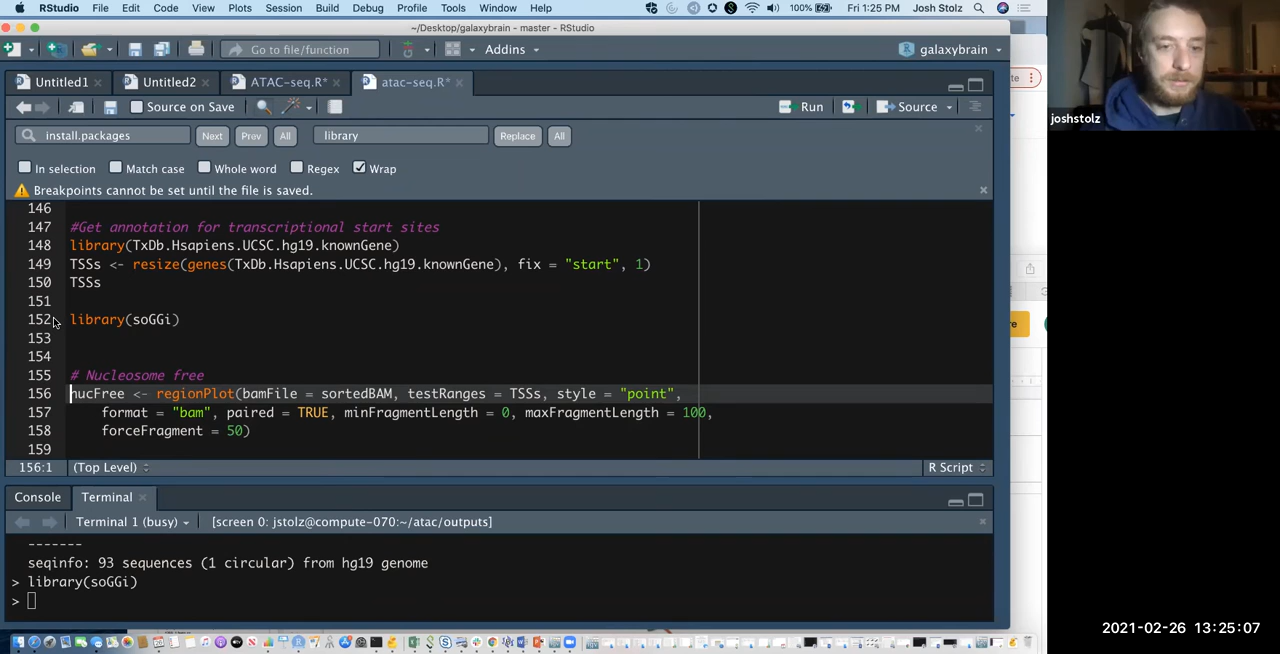 RStudio File Edit Code View Plots Session Build Debug Profile Tools Window Help 100% Fri 1:25 PM Josh Stolz
~/Desktop/galaxybrain - master - RStudio
Go to file/function Addins galaxybrain
Untitled1 Untitled2 ATAC-seq.R* atac-seq.R*
Source on Save Run Source
install.packages Next Prev All library Replace All
In selection Match case Whole word Regex Wrap
Breakpoints cannot be set until the file is saved.
146
147 #Get annotation for transcriptional start sites
148 library(TxDb.Hsapiens.UCSC.hg19.knownGene)
149 TSSs <- resize(genes(TxDb.Hsapiens.UCSC.hg19.knownGene), fix = "start", 1)
150 TSSs
151
152 library(soGGi)
153
154
155 # Nucleosome free
156 nucFree <- regionPlot(bamFile = sortedBAM, testRanges = TSSs, style = "point",
157 format = "bam", paired = TRUE, minFragmentLength = 0, maxFragmentLength = 100,
158 forceFragment = 50)
159
156:1 (Top Level) R Script
Console Terminal
Terminal 1 (busy) [screen 0: jstolz@compute-070:~/atac/outputs]
-------
seqinfo: 93 sequences (1 circular) from hg19 genome
> library(soGGi)
>
joshstolz
2021-02-26 13:25:07